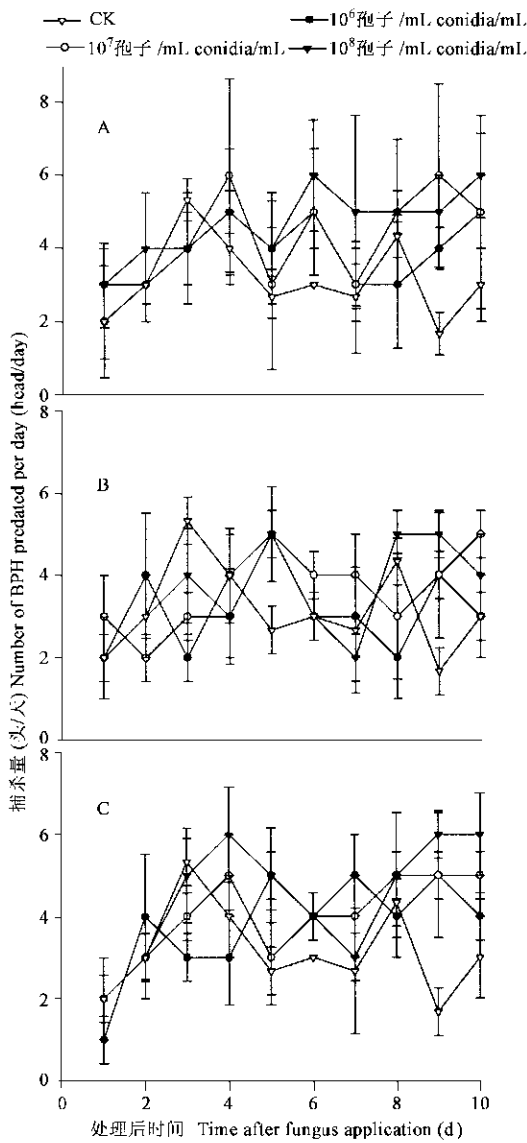 CK 10⁶孢子 /mL conidia/mL
10⁷孢子 /mL conidia/mL 10⁸孢子 /mL conidia/mL
8
A
6
4
2
0
8
B
6
4
2
0
8
C
6
4
2
0
捕杀量 (头/天) Number of BPH predated per day (head/day)
0 2 4 6 8 10
处理后时间 Time after fungus application (d)